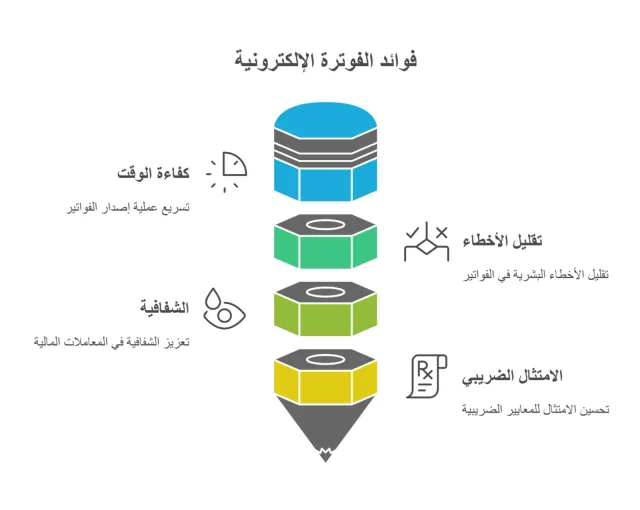 فوائد الفوترة الإلكترونية
كفاءة الوقت
تسريع عملية إصدار الفواتير
تقليل الأخطاء
تقليل الأخطاء البشرية في الفواتير
الشفافية
تعزيز الشفافية في المعاملات المالية
الامتثال الضريبي
تحسين الامتثال للمعايير الضريبية
Rx